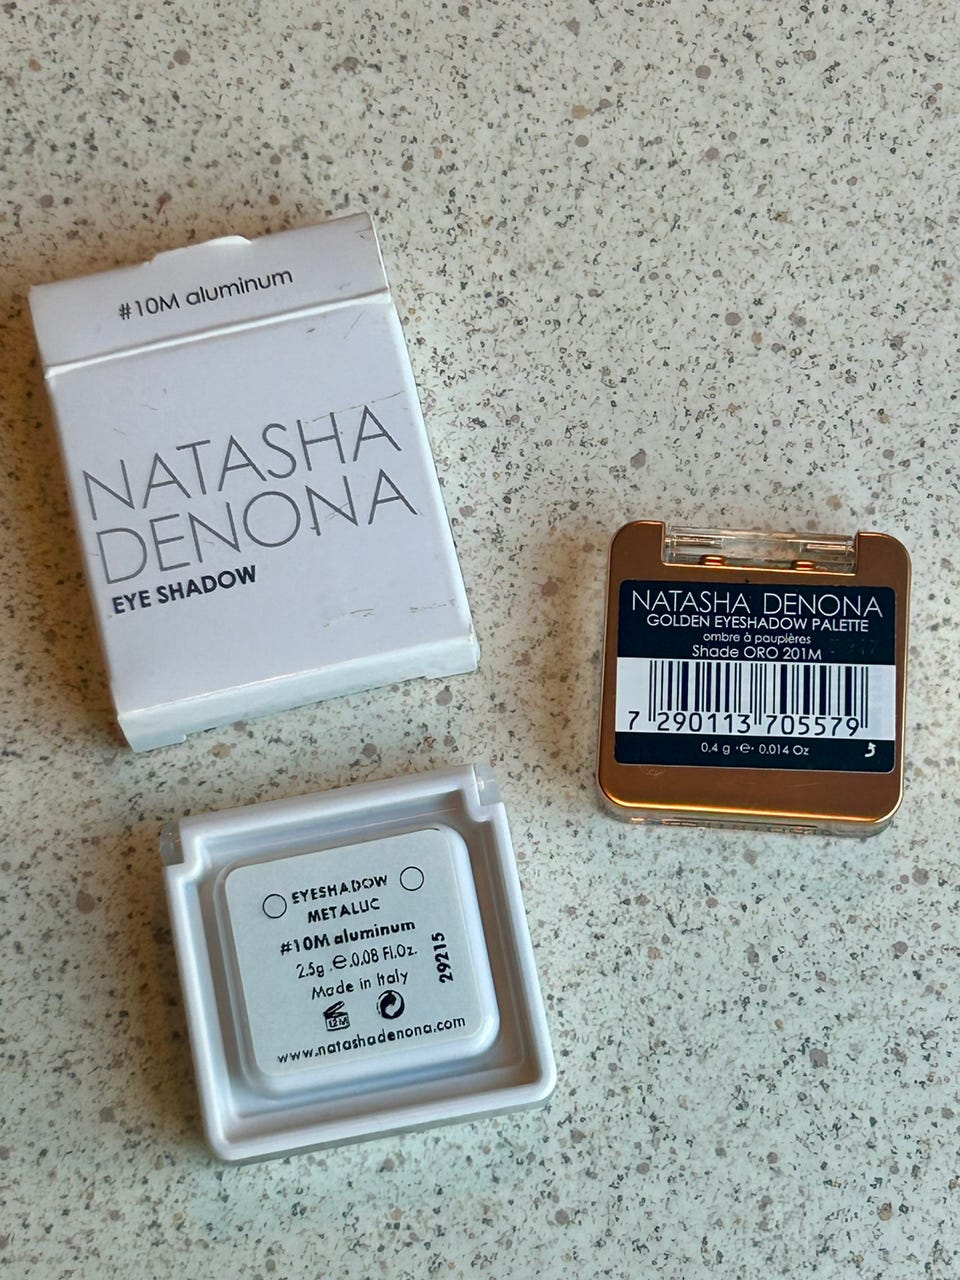 #10M aluminum
NATASHA
DENONA
EYE SHADOW
NATASHA DENONA
GOLDEN EYESHADOW PALETTE
ombre à paupières
Shade ORO 201M
7 290113 705579
0.4 g ·e· 0.014 Oz
EYESHADOW
METALLIC
#10M aluminum
2.5g .e.0.08 Fl.Oz.
Made in Italy
12M
www.natashadenona.com
29215